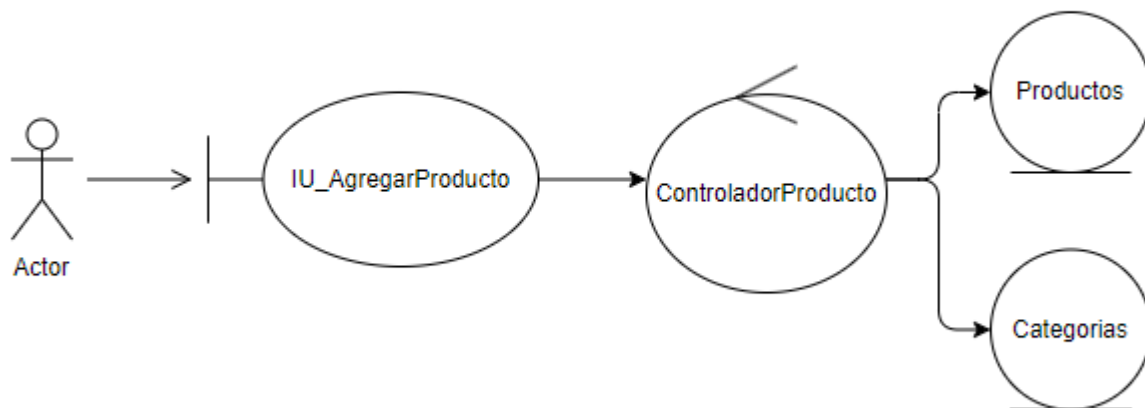 Actor
IU_AgregarProducto
ControladorProducto
Productos
Categorias